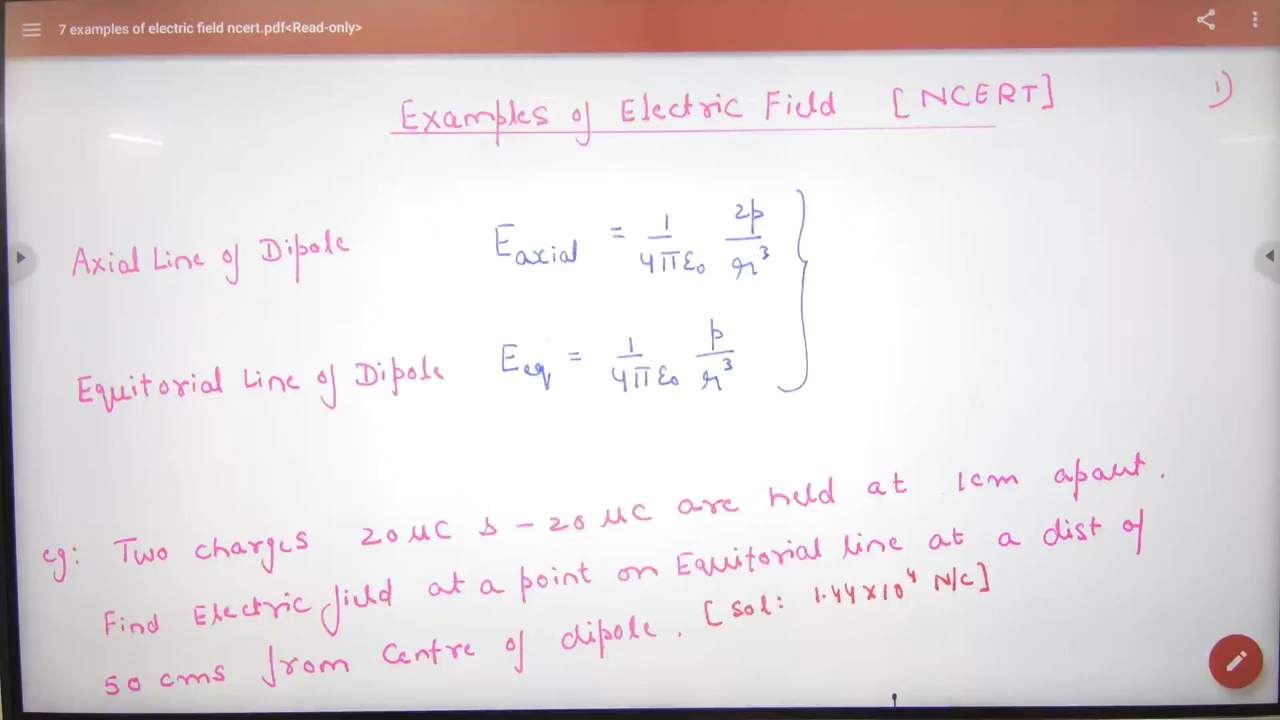 7 examples of electric field ncert.pdf<Read-only>
Examples of Electric Field [NCERT] 1)
Axial Line of Dipole E_axial = 1/4πε₀ 2p/r³
Equitorial Line of Dipole E_eq = 1/4πε₀ p/r³
eg: Two charges 20 μC & -20 μC are held at 1cm apart.
Find Electric field at a point on Equitorial line at a dist of
50 cms from Centre of dipole. [Sol: 1.44×10⁴ N/C]